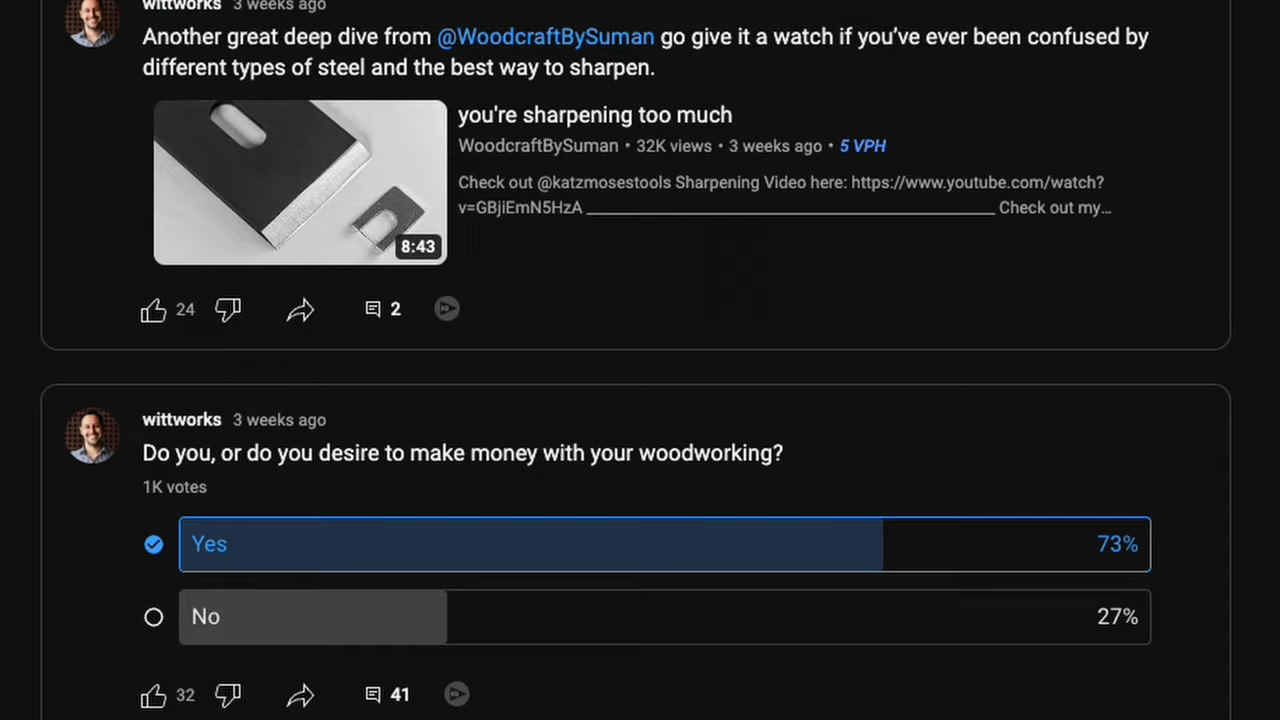 wittworks 3 weeks ago
Another great deep dive from @WoodcraftBySuman go give it a watch if you’ve ever been confused by
different types of steel and the best way to sharpen.
you're sharpening too much
WoodcraftBySuman • 32K views • 3 weeks ago • 5 VPH
Check out @katzmosestools Sharpening Video here: https://www.youtube.com/watch?
v=GBjiEmN5HzA ________________________________________ Check out my…
8:43
24 2
wittworks 3 weeks ago
Do you, or do you desire to make money with your woodworking?
1K votes
Yes 73%
No 27%
32 41